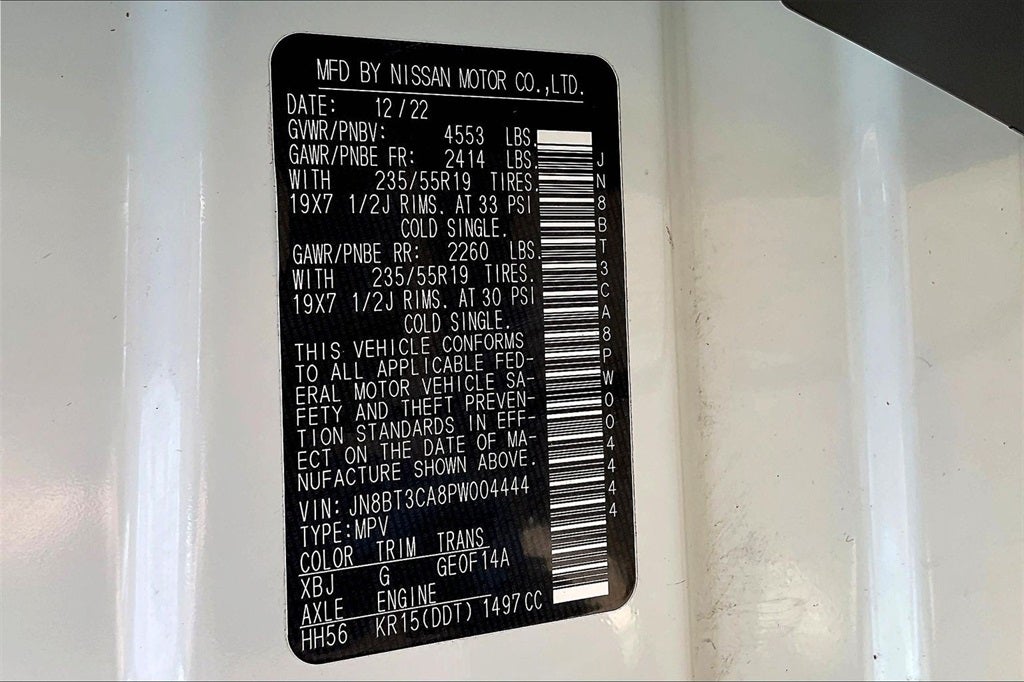 MFD BY NISSAN MOTOR CO.,LTD.
DATE: 12/22
GVWR/PNBV: 4553 LBS.
GAWR/PNBE FR: 2414 LBS.
WITH 235/55R19 TIRES.
19X7 1/2J RIMS. AT 33 PSI
COLD SINGLE.
GAWR/PNBE RR: 2260 LBS.
WITH 235/55R19 TIRES.
19X7 1/2J RIMS. AT 30 PSI
COLD SINGLE.
THIS VEHICLE CONFORMS
TO ALL APPLICABLE FED-
ERAL MOTOR VEHICLE SA-
FETY AND THEFT PREVEN-
TION STANDARDS IN EFF-
ECT ON THE DATE OF MA-
NUFACTURE SHOWN ABOVE.
VIN: JN8BT3CA8PW004444
TYPE:MPV
COLOR TRIM TRANS
XBJ G GEOF14A
AXLE ENGINE
HH56 KR15(DDT) 1497CC
JN8BT3CA8PW004444